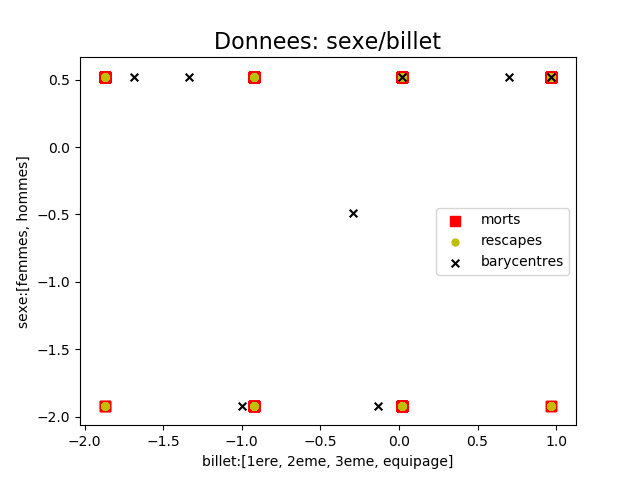 Donnees: sexe/billet
0.5
0.0
−0.5
−1.0
−1.5
−2.0
sexe:[femmes, hommes]
morts
rescapes
barycentres
−2.0 −1.5 −1.0 −0.5 0.0 0.5 1.0
billet:[1ere, 2eme, 3eme, equipage]